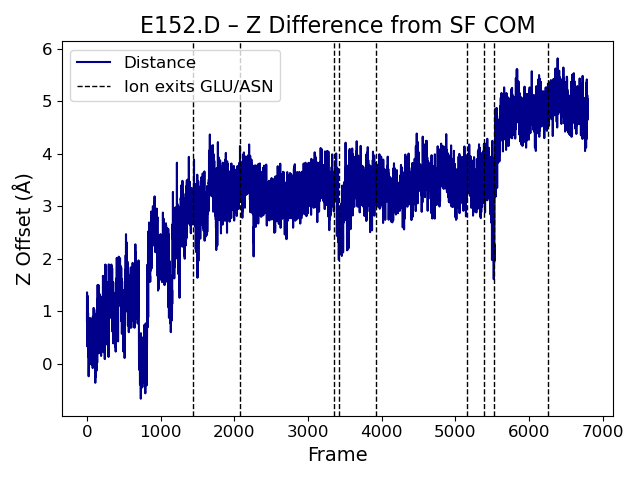 E152.D – Z Difference from SF COM
Distance
Ion exits GLU/ASN
Z Offset (Å)
6
5
4
3
2
1
0
0 1000 2000 3000 4000 5000 6000 7000
Frame